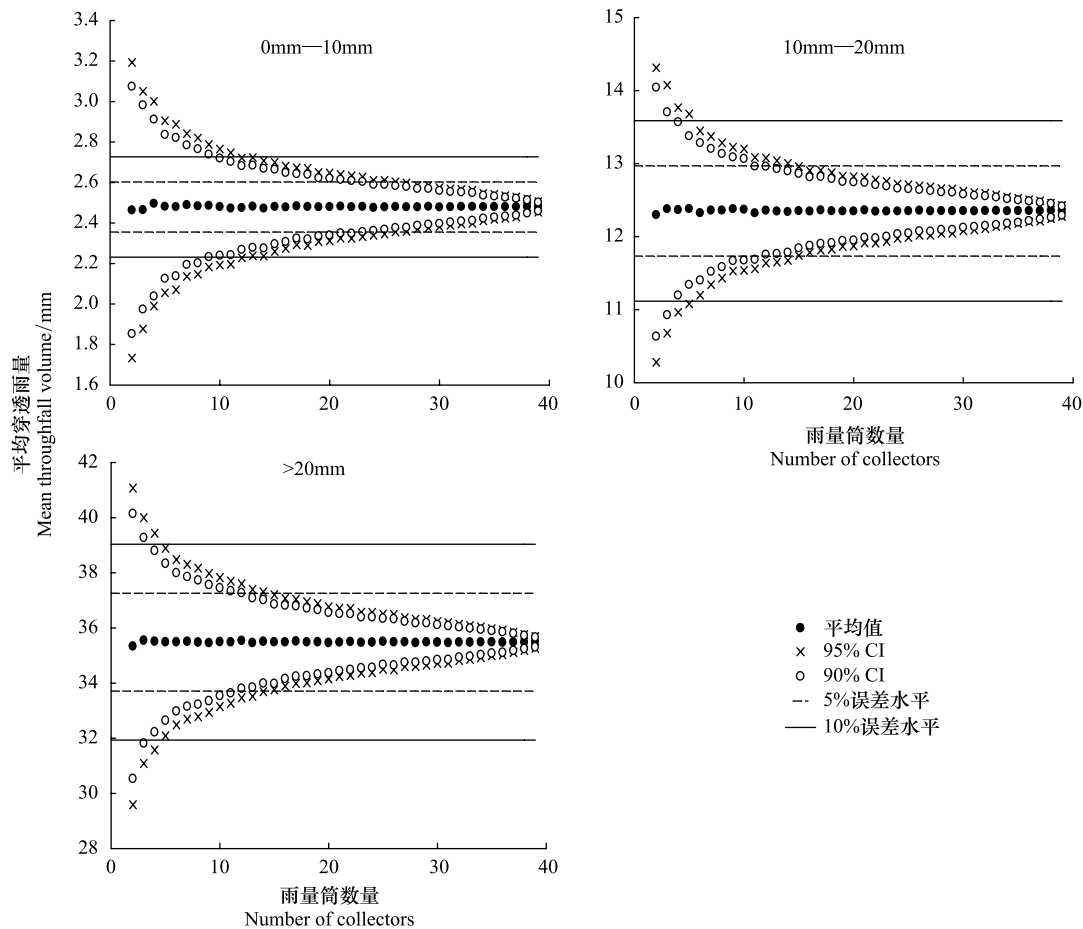 平均穿透雨量
Mean throughfall volume/mm
0mm—10mm
3.4
3.2
3.0
2.8
2.6
2.4
2.2
2.0
1.8
1.6
0 10 20 30 40
10mm—20mm
15
14
13
12
11
10
0 10 20 30 40
雨量筒数量
Number of collectors
>20mm
42
40
38
36
34
32
30
28
0 10 20 30 40
雨量筒数量
Number of collectors
平均值
95% CI
90% CI
5%误差水平
10%误差水平